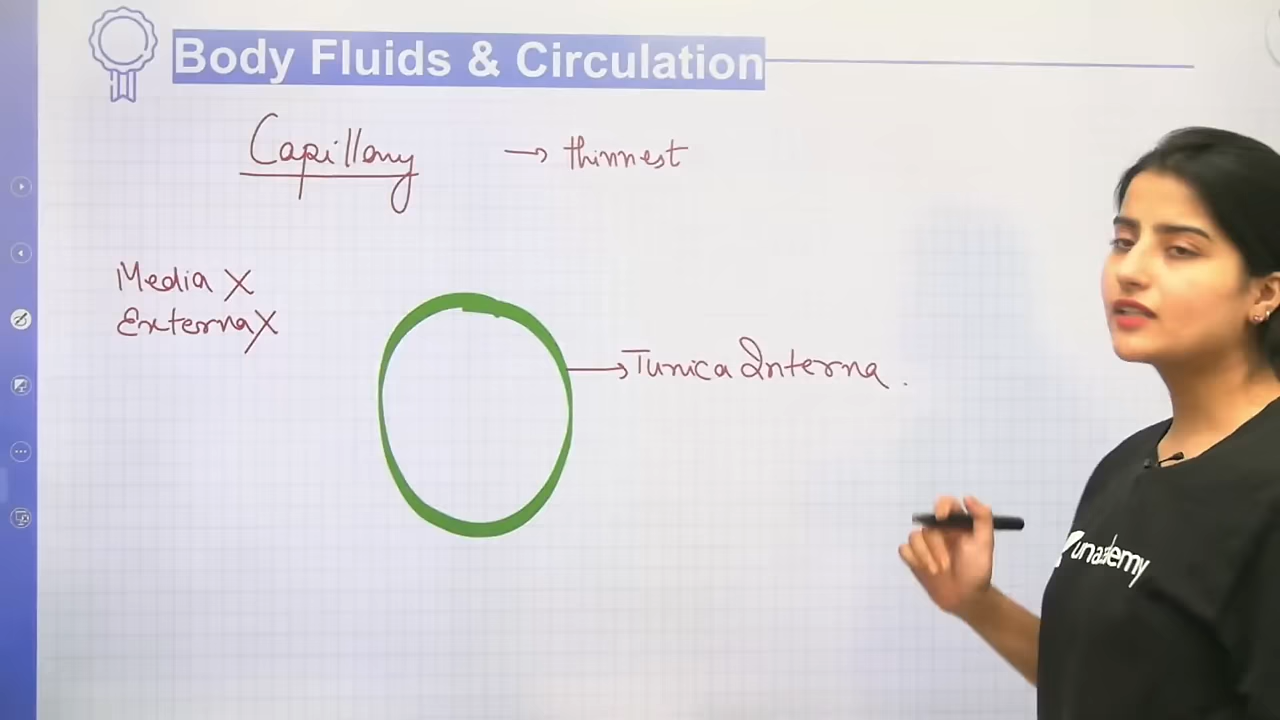 Body Fluids & Circulation
Capillary → thinnest
Media X
Externa X
→ Tunica Interna.
unacademy